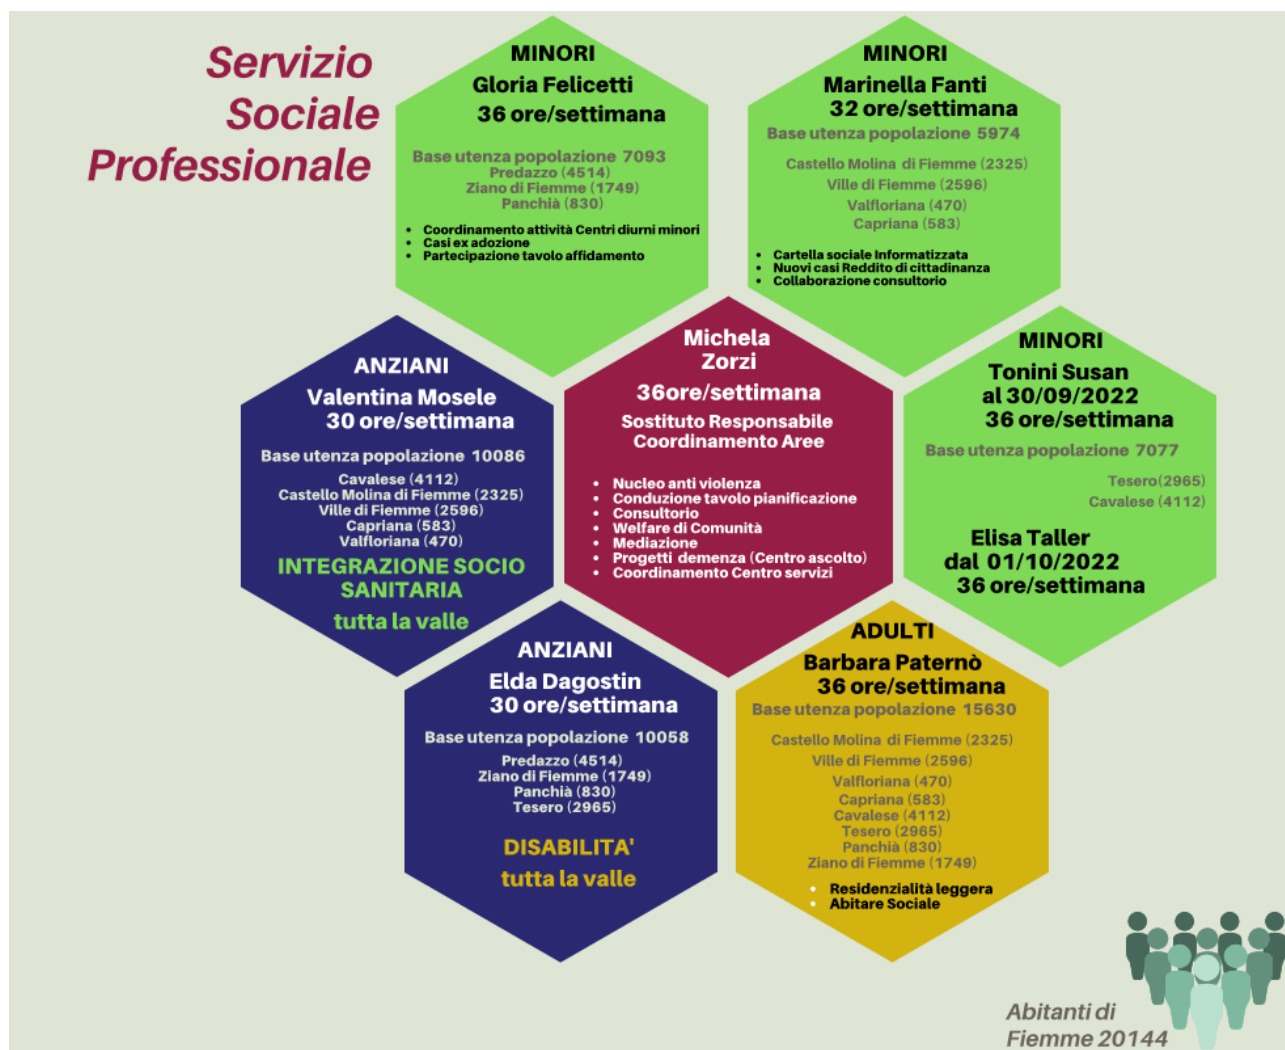 Servizio
Sociale
Professionale
MINORI
Gloria Felicetti
36 ore/settimana
Base utenza popolazione 7093
Predazzo (4514)
Ziano di Fiemme (1749)
Panchià (830)
• Coordinamento attività Centri diurni minori
• Casi ex adozione
• Partecipazione tavolo affidamento
MINORI
Marinella Fanti
32 ore/settimana
Base utenza popolazione 5974
Castello Molina di Fiemme (2325)
Ville di Fiemme (2596)
Valfloriana (470)
Capriana (583)
• Cartella sociale Informatizzata
• Nuovi casi Reddito di cittadinanza
• Collaborazione consultorio
ANZIANI
Valentina Mosele
30 ore/settimana
Base utenza popolazione 10086
Cavalese (4112)
Castello Molina di Fiemme (2325)
Ville di Fiemme (2596)
Capriana (583)
Valfloriana (470)
INTEGRAZIONE SOCIO
SANITARIA
tutta la valle
Michela
Zorzi
36ore/settimana
Sostituto Responsabile
Coordinamento Aree
• Nucleo anti violenza
• Conduzione tavolo pianificazione
• Consultorio
• Welfare di Comunità
• Mediazione
• Progetti demenza (Centro ascolto)
• Coordinamento Centro servizi
MINORI
Tonini Susan
al 30/09/2022
36 ore/settimana
Base utenza popolazione 7077
Tesero(2965)
Cavalese (4112)
Elisa Taller
dal 01/10/2022
36 ore/settimana
ANZIANI
Elda Dagostin
30 ore/settimana
Base utenza popolazione 10058
Predazzo (4514)
Ziano di Fiemme (1749)
Panchià (830)
Tesero (2965)
DISABILITA'
tutta la valle
ADULTI
Barbara Paternò
36 ore/settimana
Base utenza popolazione 15630
Castello Molina di Fiemme (2325)
Ville di Fiemme (2596)
Valfloriana (470)
Capriana (583)
Cavalese (4112)
Tesero (2965)
Panchià (830)
Ziano di Fiemme (1749)
• Residenzialità leggera
• Abitare Sociale
Abitanti di
Fiemme 20144